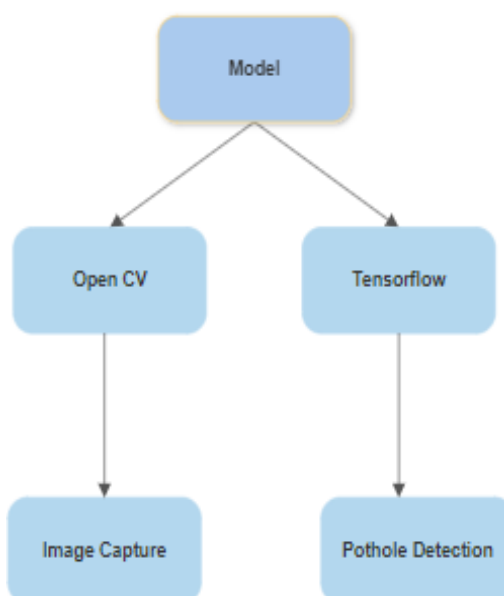 Model
Open CV
Tensorflow
Image Capture
Pothole Detection